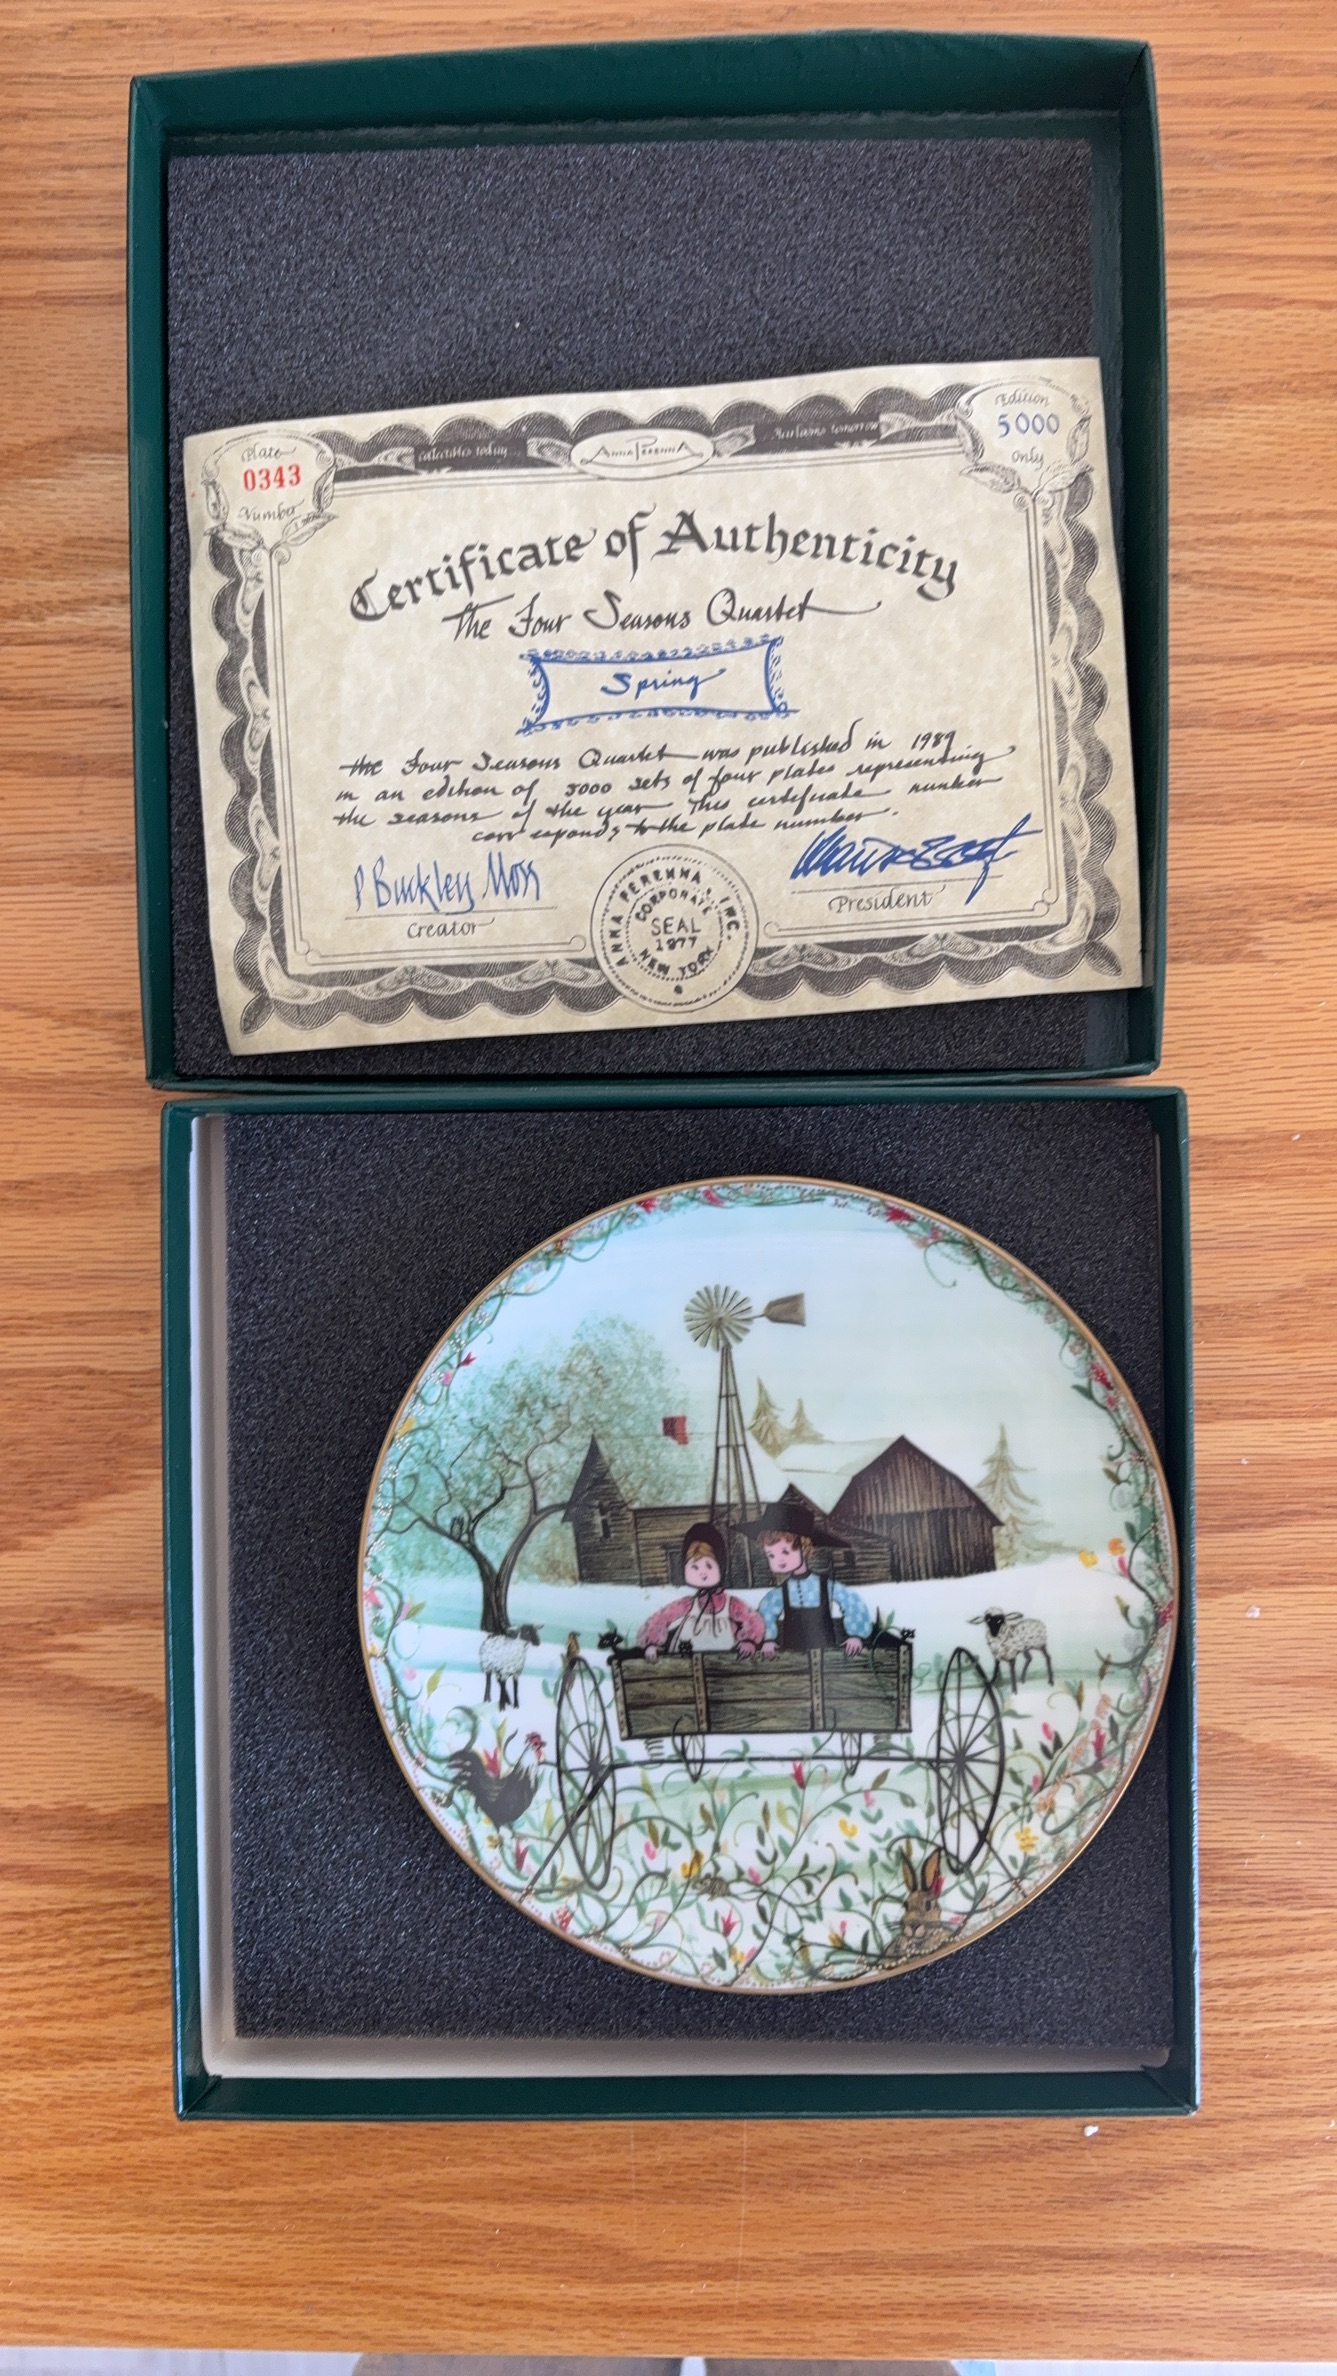 Plate
0343
Number
Collectibles today...
Anna Perenna
Heirlooms tomorrow
Edition
5000
Only
Certificate of Authenticity
The Four Seasons Quartet
Spring
The Four Seasons Quartet was published in 1989
in an edition of 5000 sets of four plates representing
the seasons of the year. This certificate number
corresponds to the plate number.
P Buckley Moss
Creator
President
ANNA PERENNA, INC.
CORPORATE
SEAL
1977
NEW YORK